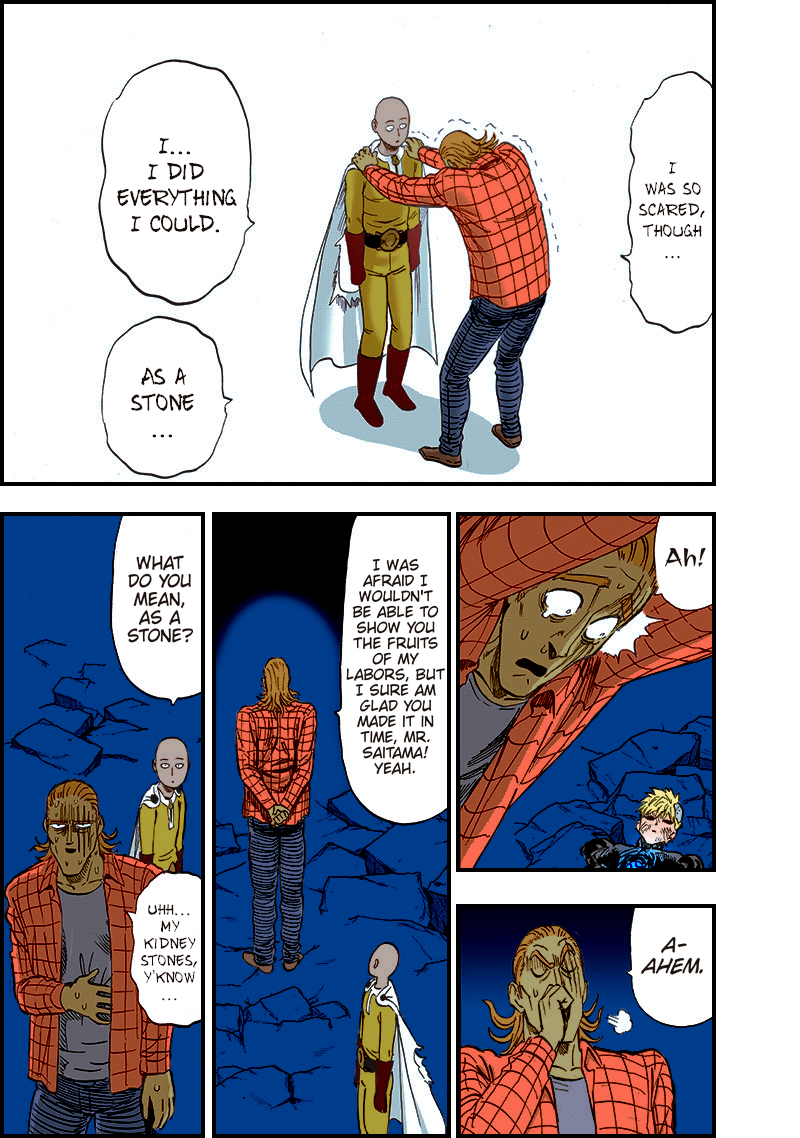 I
WAS SO
SCARED,
THOUGH
...
I...
I DID
EVERYTHING
I COULD.
AS A
STONE
...
Ah!
A-
AHEM.
I WAS
AFRAID I
WOULDN'T
BE ABLE TO
SHOW YOU
THE FRUITS
OF MY
LABORS, BUT
I SURE AM
GLAD YOU
MADE IT IN
TIME, MR.
SAITAMA!
YEAH.
WHAT
DO YOU
MEAN,
AS A
STONE?
UHH...
MY
KIDNEY
STONES,
Y'KNOW
...